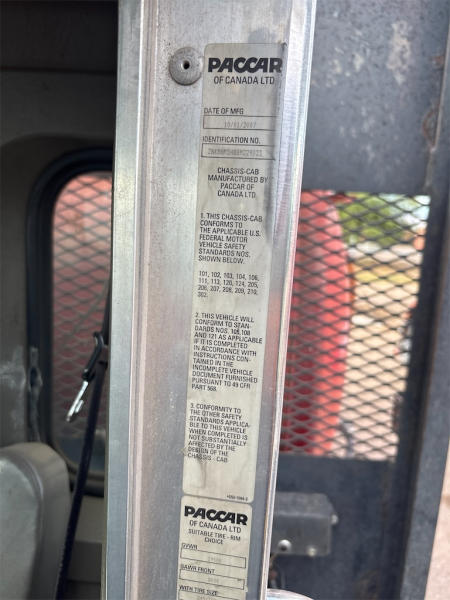 PACCAR
OF CANADA LTD
DATE OF MFG
10/01/2007
IDENTIFICATION NO.
CHASSIS-CAB
MANUFACTURED BY
PACCAR OF
CANADA LTD.
1. THIS CHASSIS-CAB
CONFORMS TO
THE APPLICABLE U.S.
FEDERAL MOTOR
VEHICLE SAFETY
STANDARDS NOS.
SHOWN BELOW.
101, 102, 103, 104, 106,
111, 113, 120, 124, 205,
206, 207, 208, 209, 210,
302.
2. THIS VEHICLE WILL
CONFORM TO STAN-
DARDS NOS. 105, 108
AND 121 AS APPLICABLE
IF IT IS COMPLETED
IN ACCORDANCE WITH
INSTRUCTIONS CON-
TAINED IN THE
INCOMPLETE VEHICLE
DOCUMENT FURNISHED
PURSUANT TO 49 CFR
PART 568.
3. CONFORMITY TO
THE OTHER SAFETY
STANDARDS APPLICA-
BLE TO THIS VEHICLE
WHEN COMPLETED IS
NOT SUBSTANTIALLY
AFFECTED BY THE
DESIGN OF THE
CHASSIS - CAB
PACCAR
OF CANADA LTD
SUITABLE TIRE - RIM
CHOICE
GVWR
GAWR FRONT
WITH TIRE SIZE